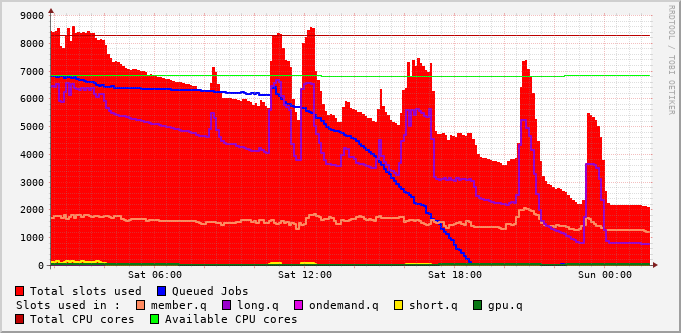 RRDTOOL / TOBI OETIKER
9000
8000
7000
6000
5000
4000
3000
2000
1000
0
Sat 06:00 Sat 12:00 Sat 18:00 Sun 00:00
Total slots used Queued Jobs
Slots used in : member.q long.q ondemand.q short.q gpu.q
Total CPU cores Available CPU cores